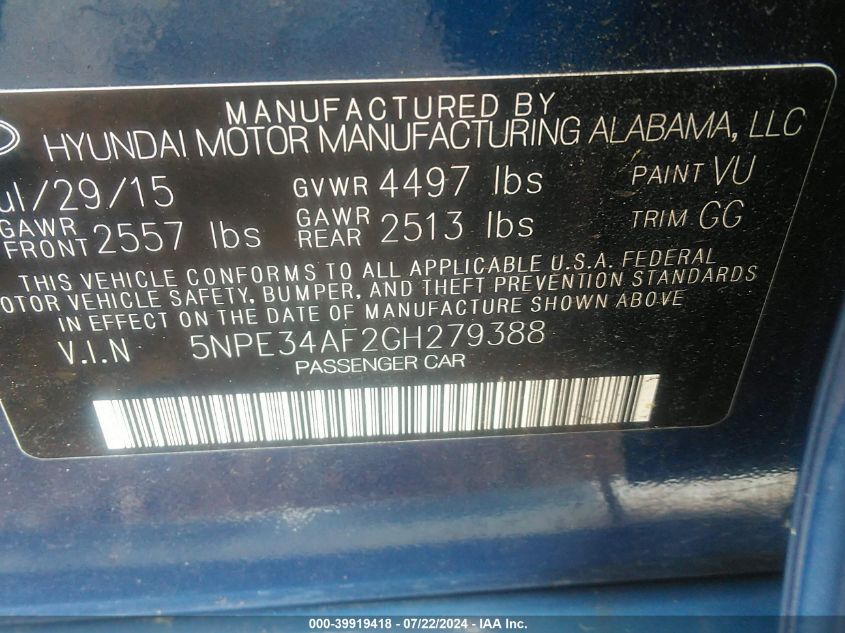 MANUFACTURED BY
HYUNDAI MOTOR MANUFACTURING ALABAMA, LLC
ul/29/15 GVWR 4497 lbs PAINT VU
GAWR FRONT 2557 lbs GAWR REAR 2513 lbs TRIM GG
THIS VEHICLE CONFORMS TO ALL APPLICABLE U.S.A. FEDERAL
OTOR VEHICLE SAFETY, BUMPER, AND THEFT PREVENTION STANDARDS
IN EFFECT ON THE DATE OF MANUFACTURE SHOWN ABOVE
V.I.N 5NPE34AF2GH279388
PASSENGER CAR
000-39919418 - 07/22/2024 - IAA Inc.